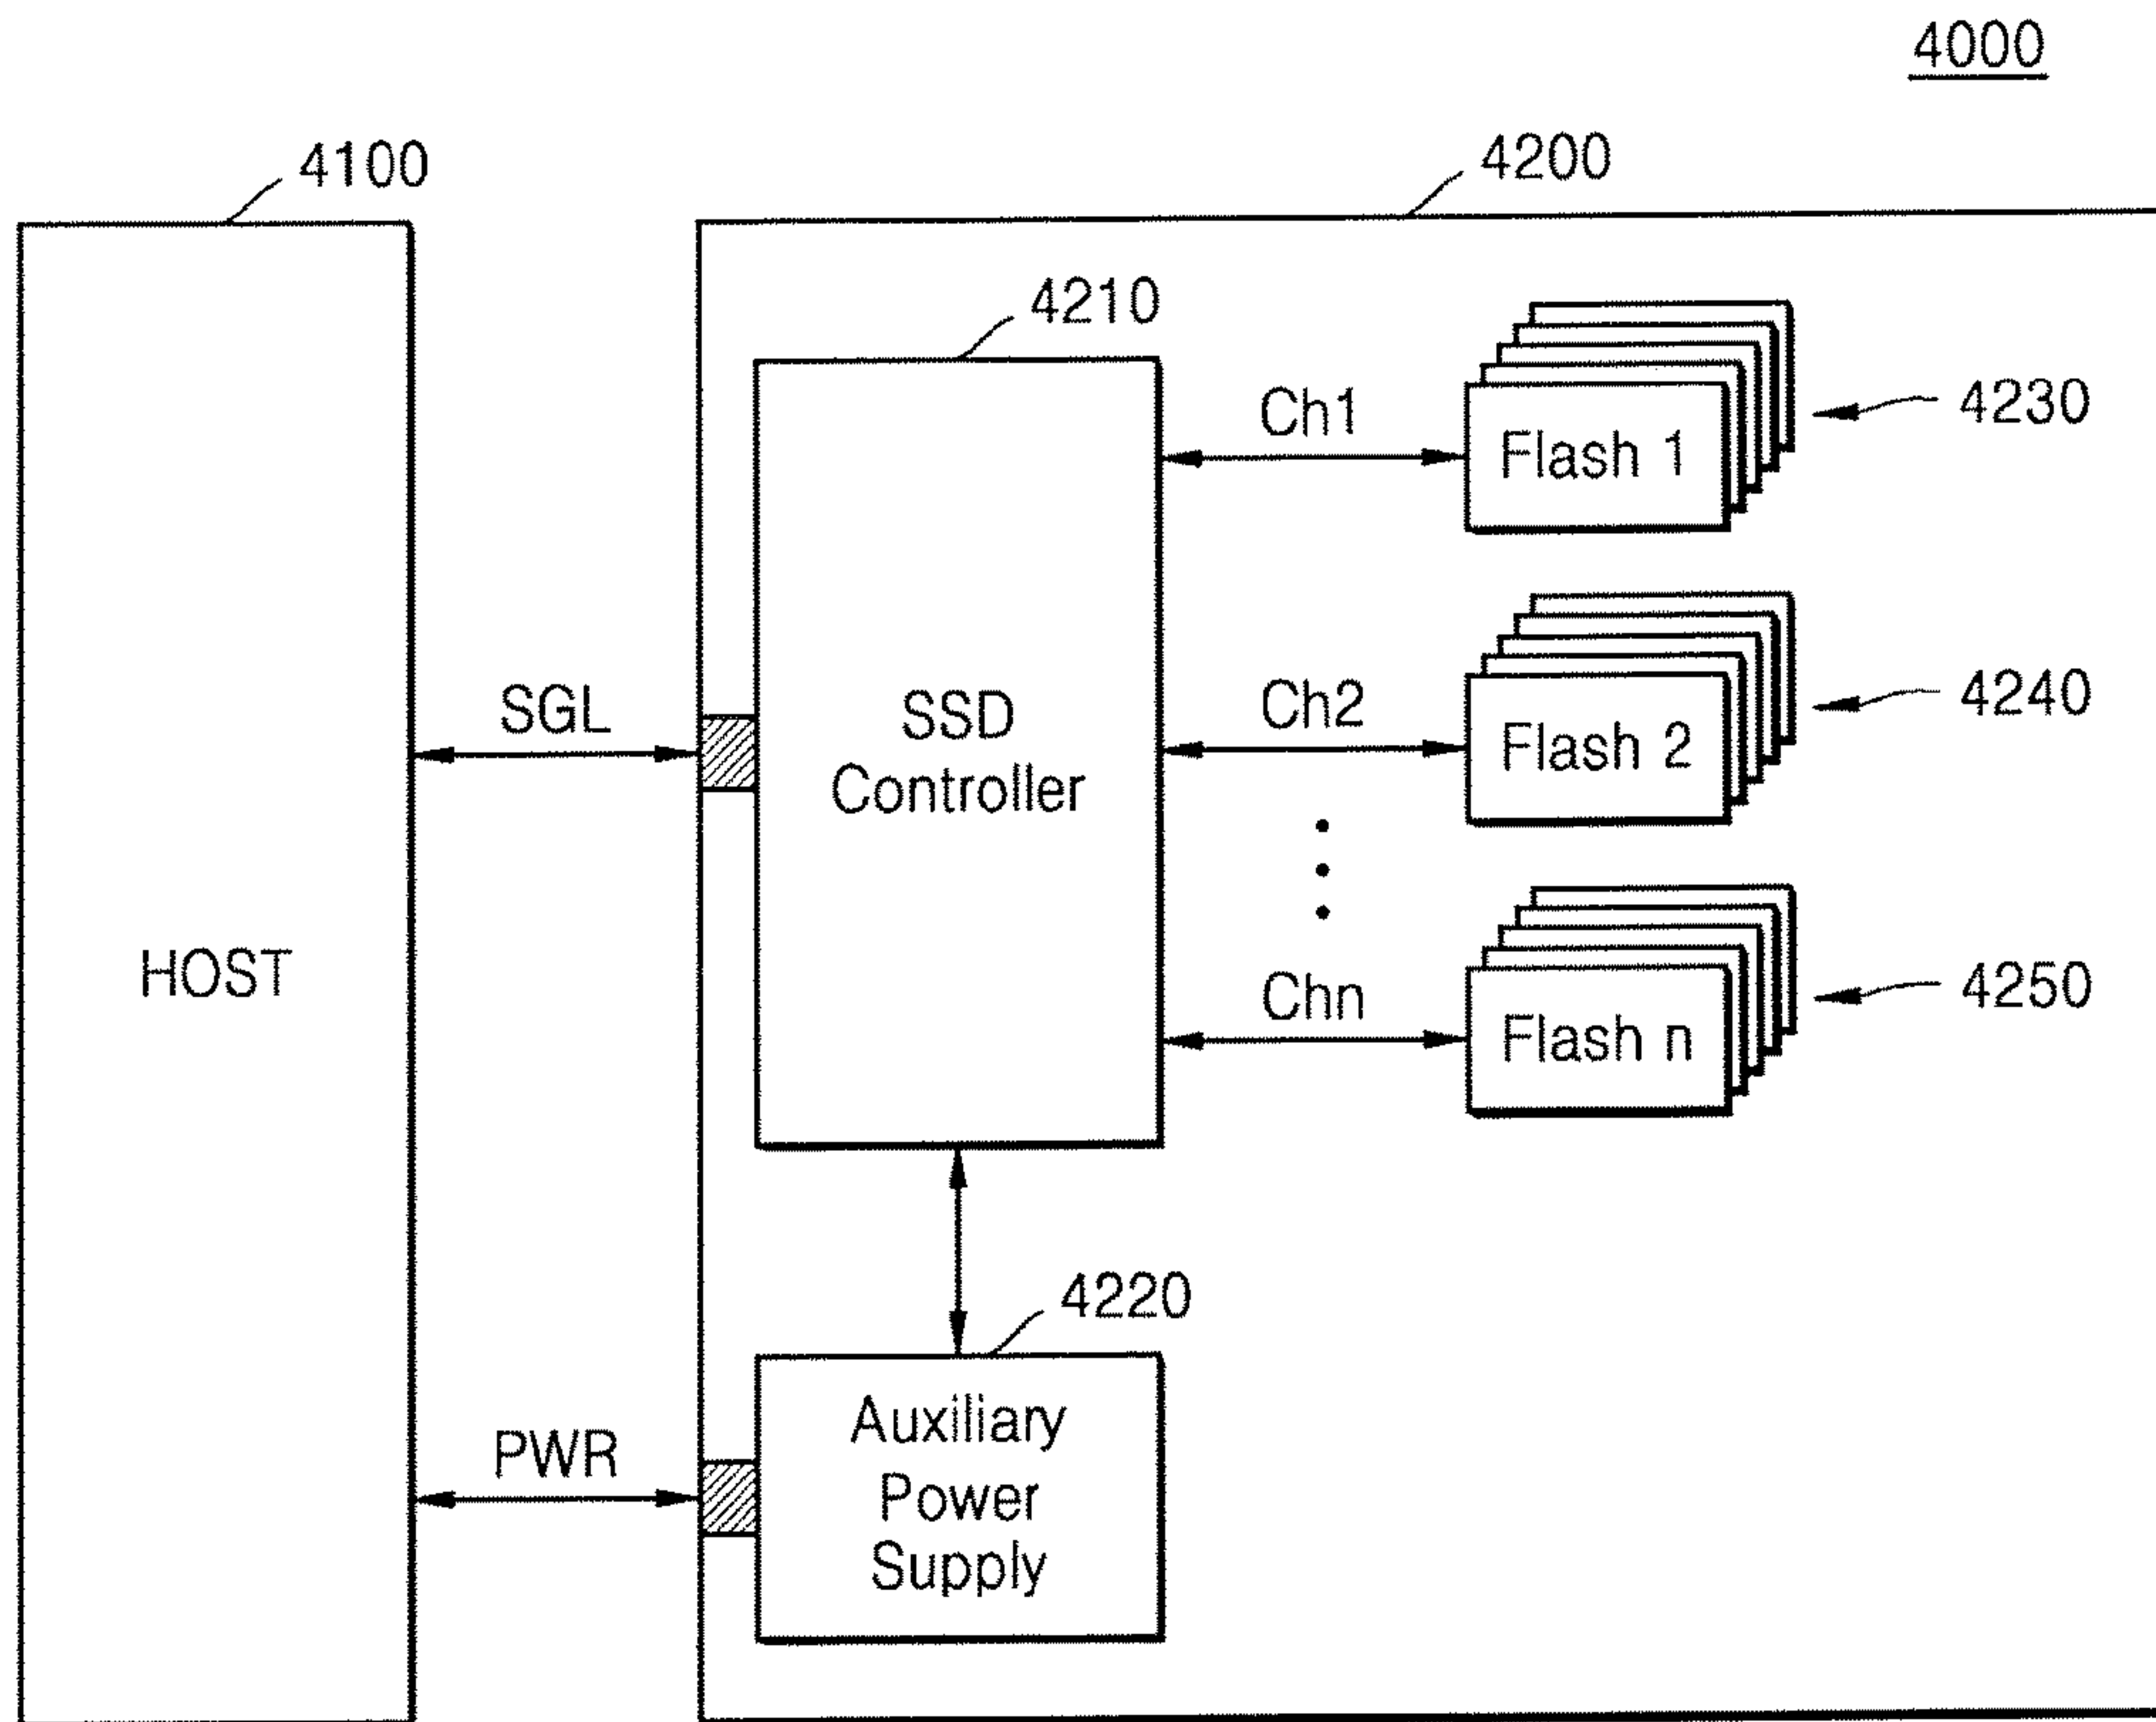 4000
4100
4200
4210
4230
Ch1
Flash 1
SGL
SSD
Controller
Ch2
Flash 2
4240
HOST
Chn
Flash n
4250
4220
PWR
Auxiliary
Power
Supply